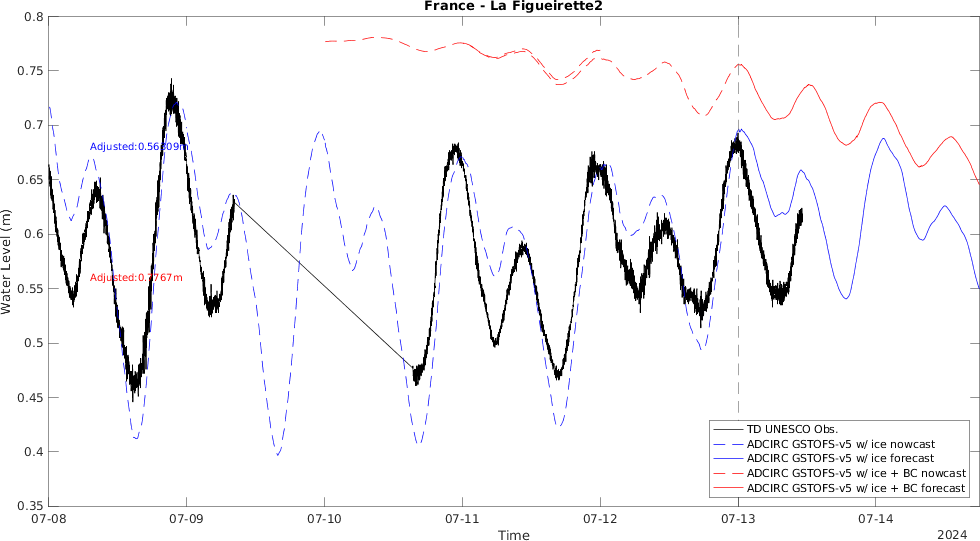 France - La Figueirette2
0.8
0.75
0.7
0.65
0.6
0.55
0.5
0.45
0.4
0.35
Water Level (m)
Adjusted:0.56809m
Adjusted:0.7767m
TD UNESCO Obs.
ADCIRC GSTOFS-v5 w/ ice nowcast
ADCIRC GSTOFS-v5 w/ ice forecast
ADCIRC GSTOFS-v5 w/ ice + BC nowcast
ADCIRC GSTOFS-v5 w/ ice + BC forecast
07-08 07-09 07-10 07-11 07-12 07-13 07-14
Time
2024